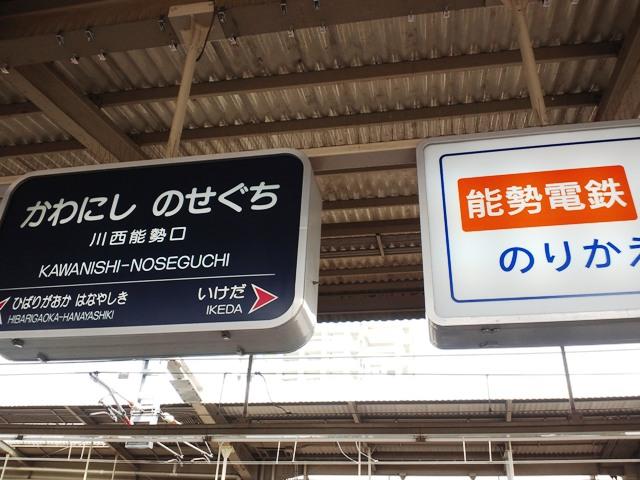 かわにし のせぐち
川西能勢口
KAWANISHI-NOSEGUCHI
ひばりがおか はなやしき
HIBARIGAOKA-HANAYASHIKI
いけだ
IKEDA
能勢電鉄
のりかえ